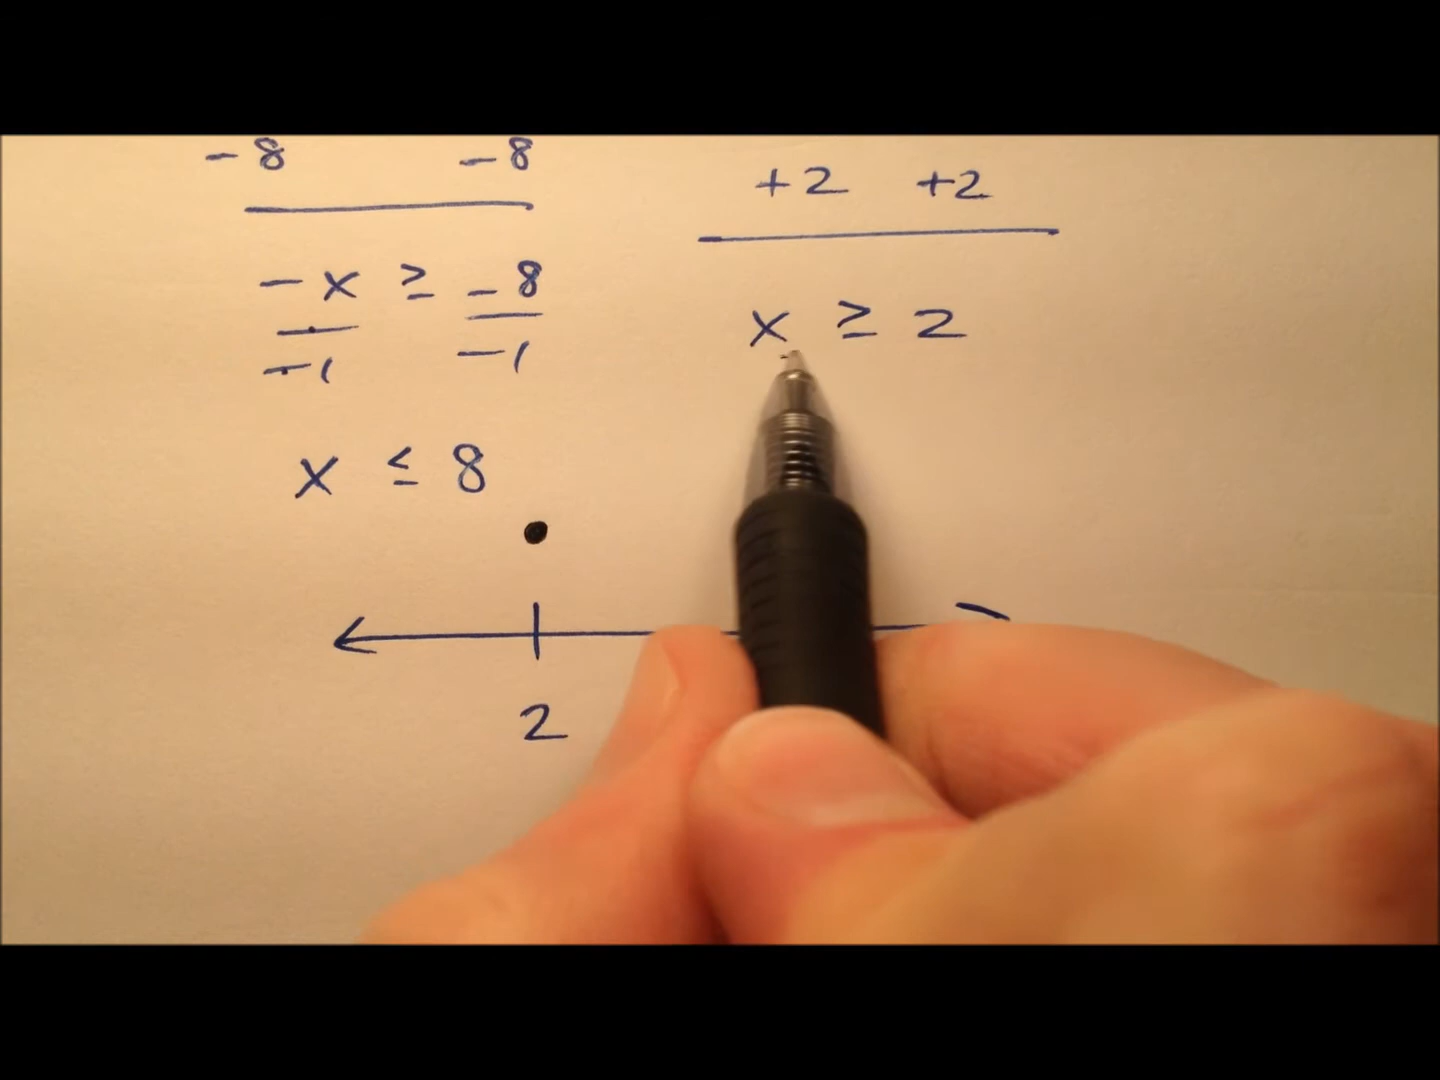 -8 -8
-x ≥ -8
-1 -1
x ≤ 8
+2 +2
x ≥ 2
2